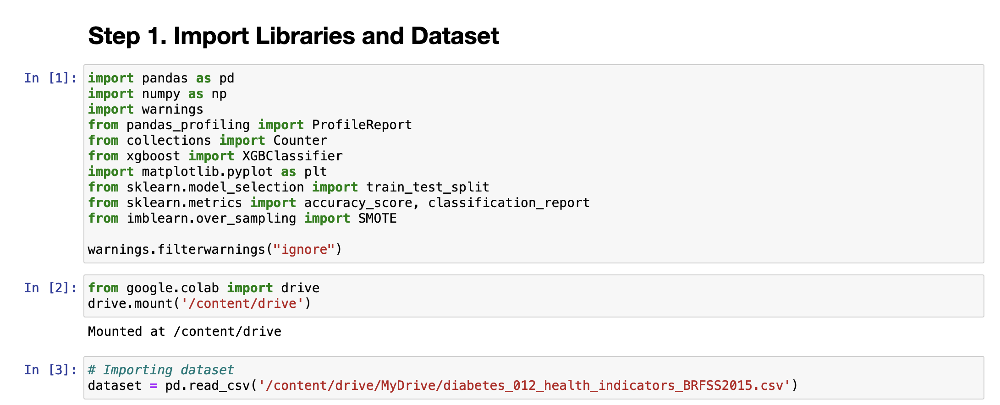 Step 1. Import Libraries and Dataset
In [1]:
import pandas as pd
import numpy as np
import warnings
from pandas_profiling import ProfileReport
from collections import Counter
from xgboost import XGBClassifier
import matplotlib.pyplot as plt
from sklearn.model_selection import train_test_split
from sklearn.metrics import accuracy_score, classification_report
from imblearn.over_sampling import SMOTE

warnings.filterwarnings("ignore")
In [2]:
from google.colab import drive
drive.mount('/content/drive')
Mounted at /content/drive
In [3]:
# Importing dataset
dataset = pd.read_csv('/content/drive/MyDrive/diabetes_012_health_indicators_BRFSS2015.csv')